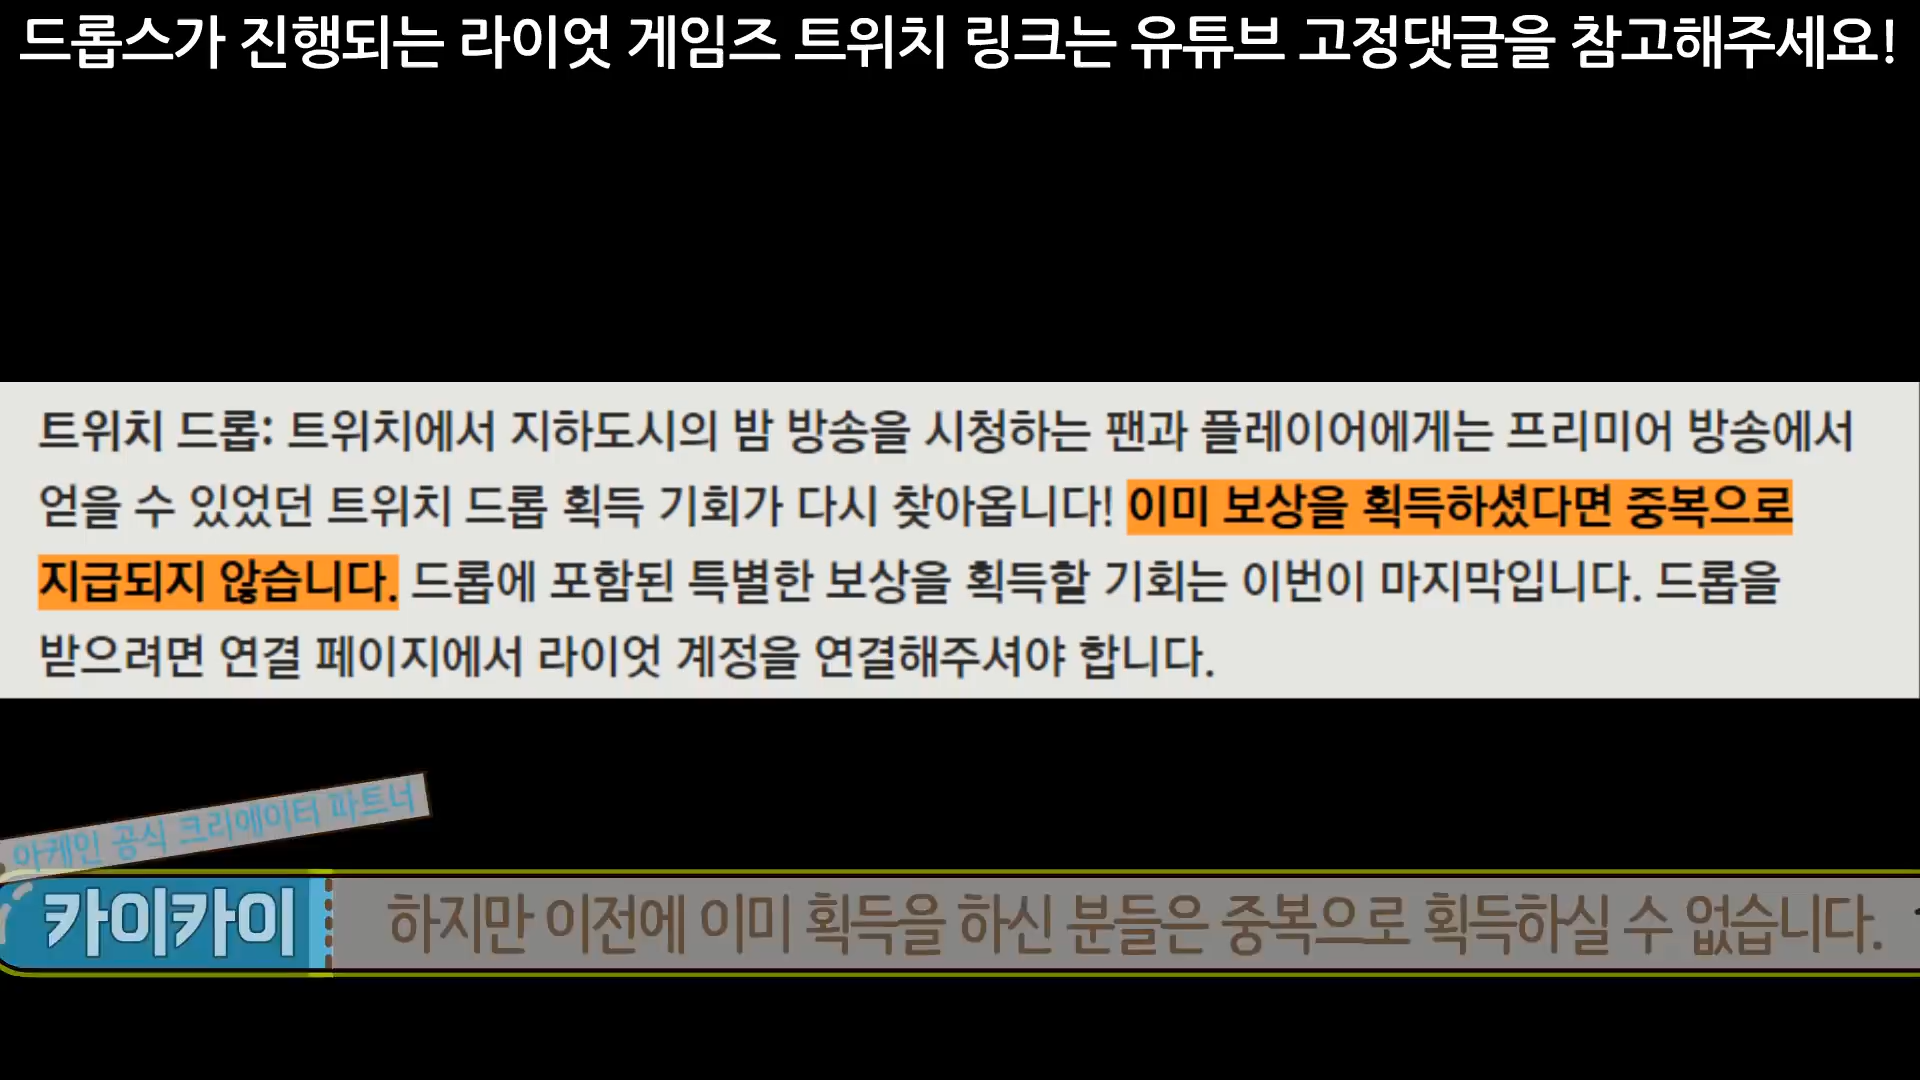 드롭스가 진행되는 라이엇 게임즈 트위치 링크는 유튜브 고정댓글을 참고해주세요!
트위치 드롭: 트위치에서 지하도시의 밤 방송을 시청하는 팬과 플레이어에게는 프리미어 방송에서
얻을 수 있었던 트위치 드롭 획득 기회가 다시 찾아옵니다! 이미 보상을 획득하셨다면 중복으로
지급되지 않습니다. 드롭에 포함된 특별한 보상을 획득할 기회는 이번이 마지막입니다. 드롭을
받으려면 연결 페이지에서 라이엇 계정을 연결해주셔야 합니다.
아케인 공식 크리에이터 파트너
카이카이
하지만 이전에 이미 획득을 하신 분들은 중복으로 획득하실 수 없습니다.